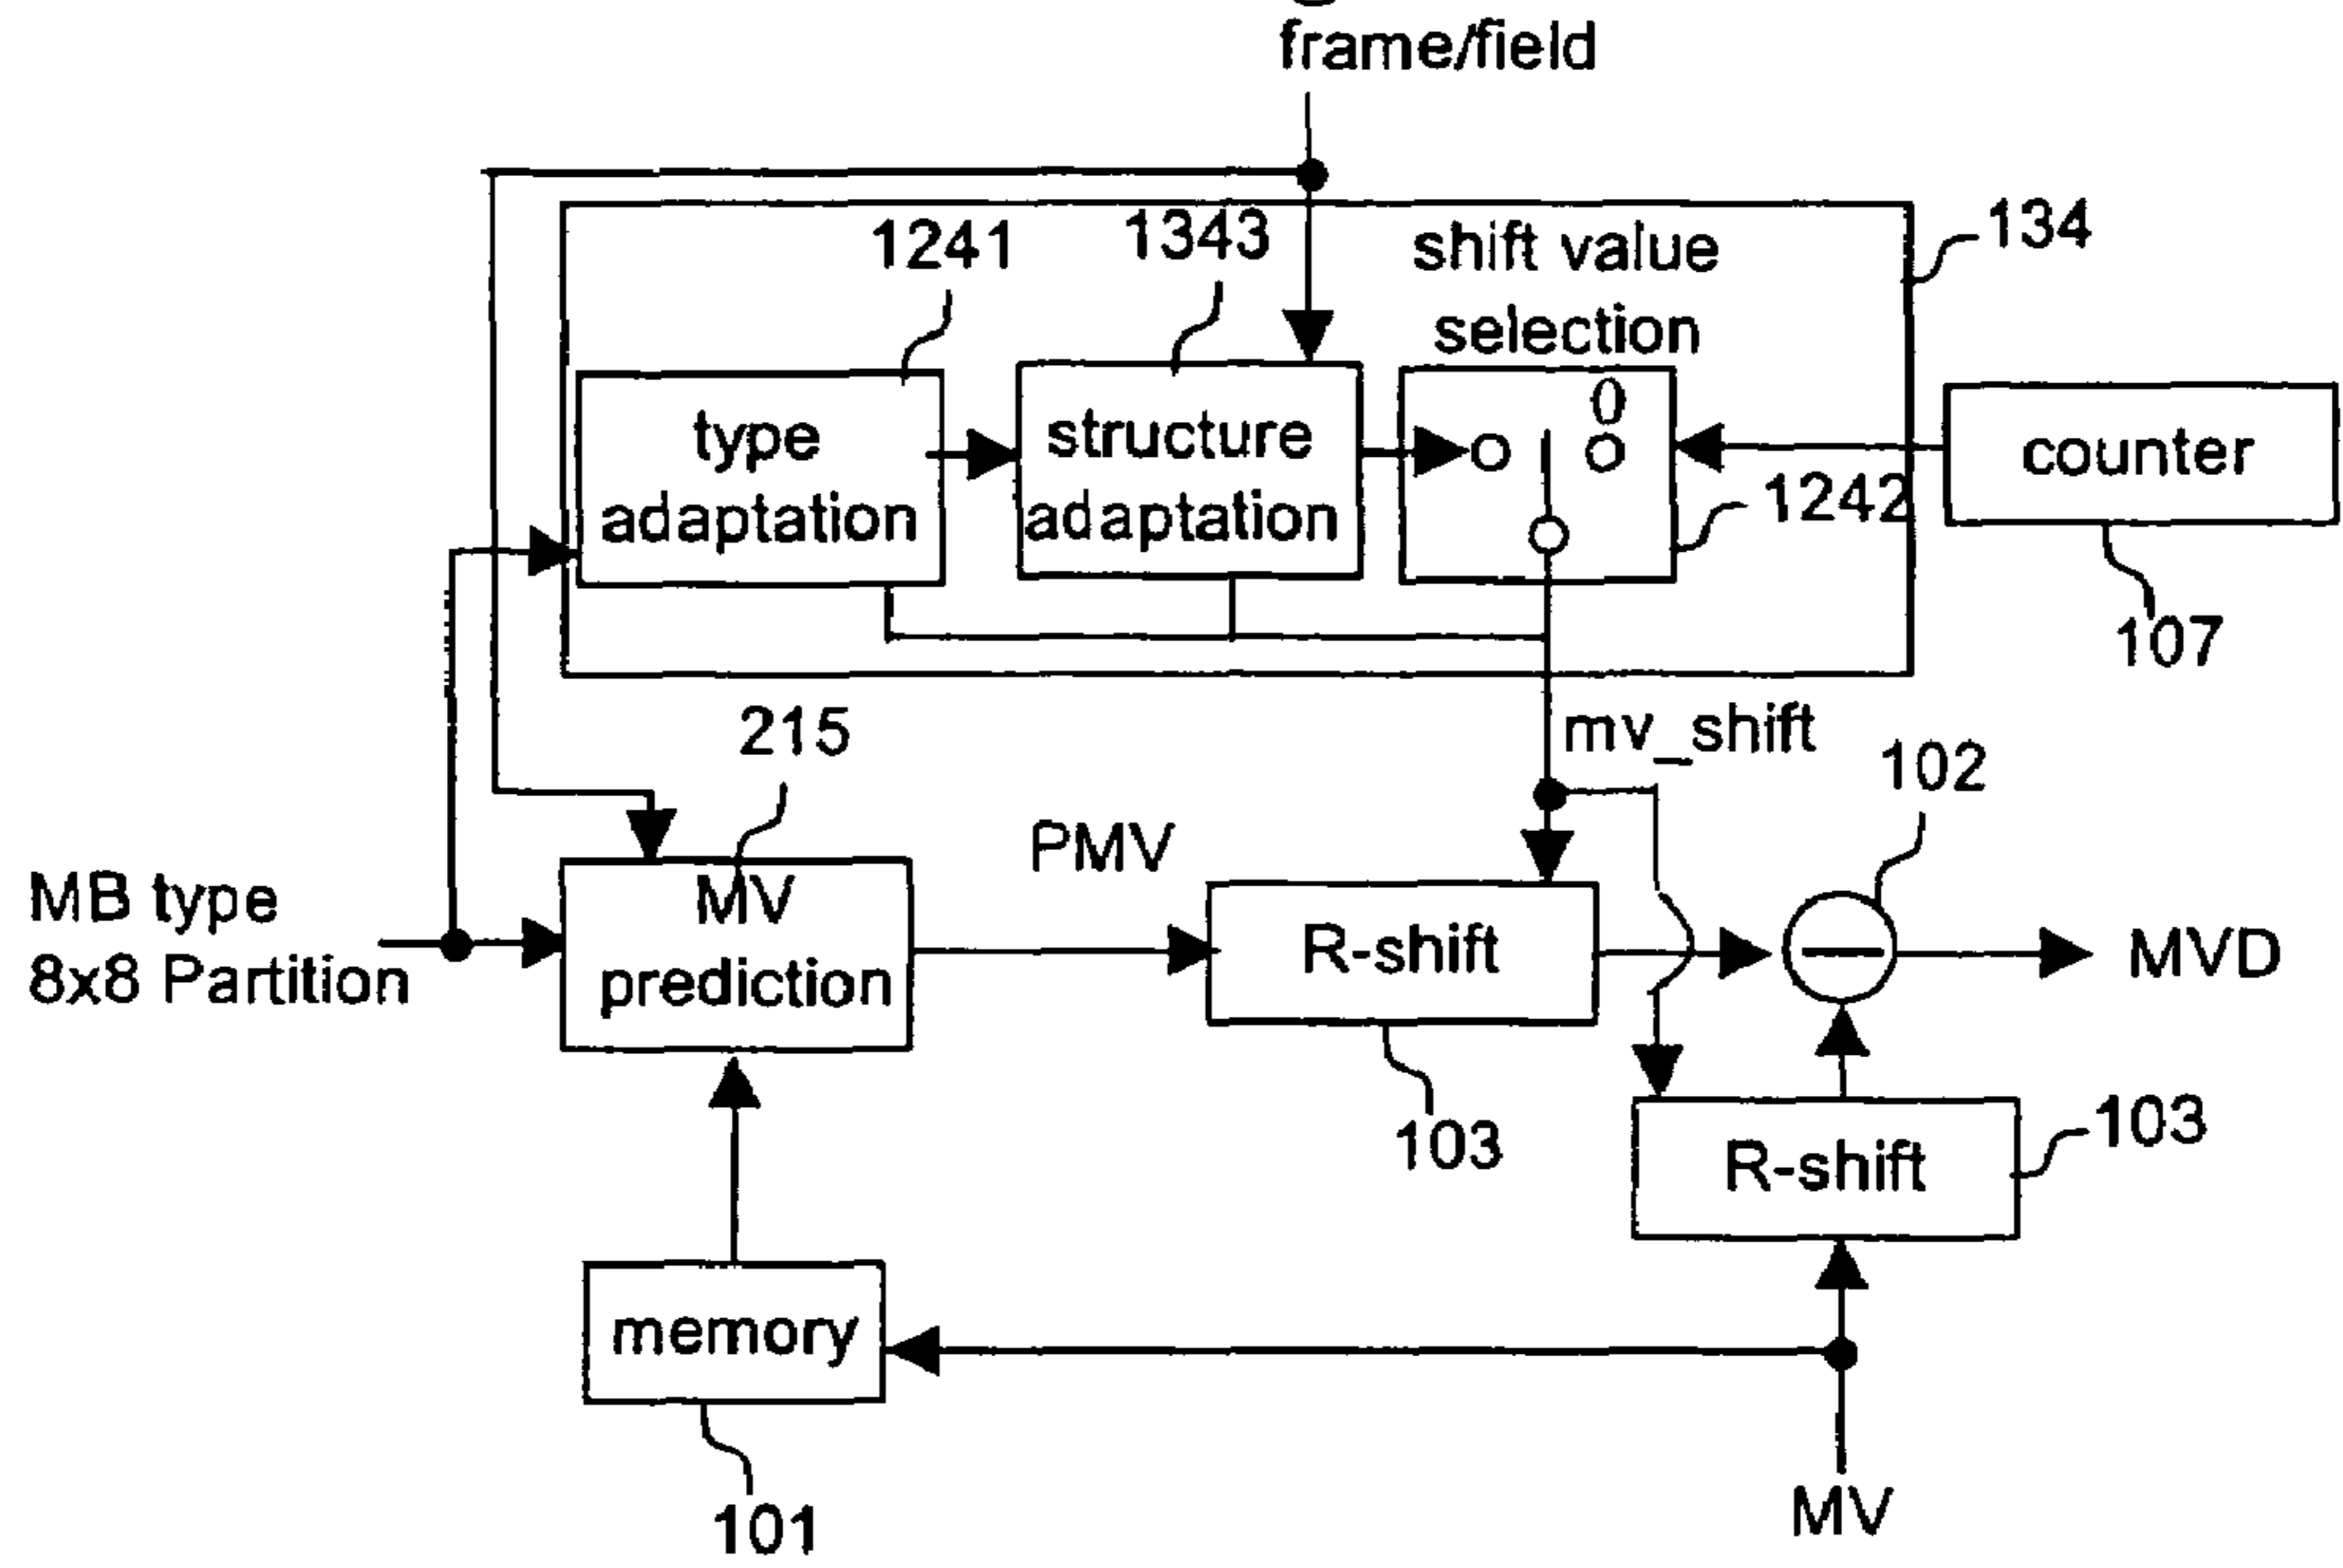 frame/field
1241
1343
shift value
selection
134
type
adaptation
structure
adaptation
0
counter
1242
107
215
mv_shift
102
MB type
8x8 Partition
MV
prediction
PMV
R-shift
MVD
103
R-shift
103
memory
101
MV